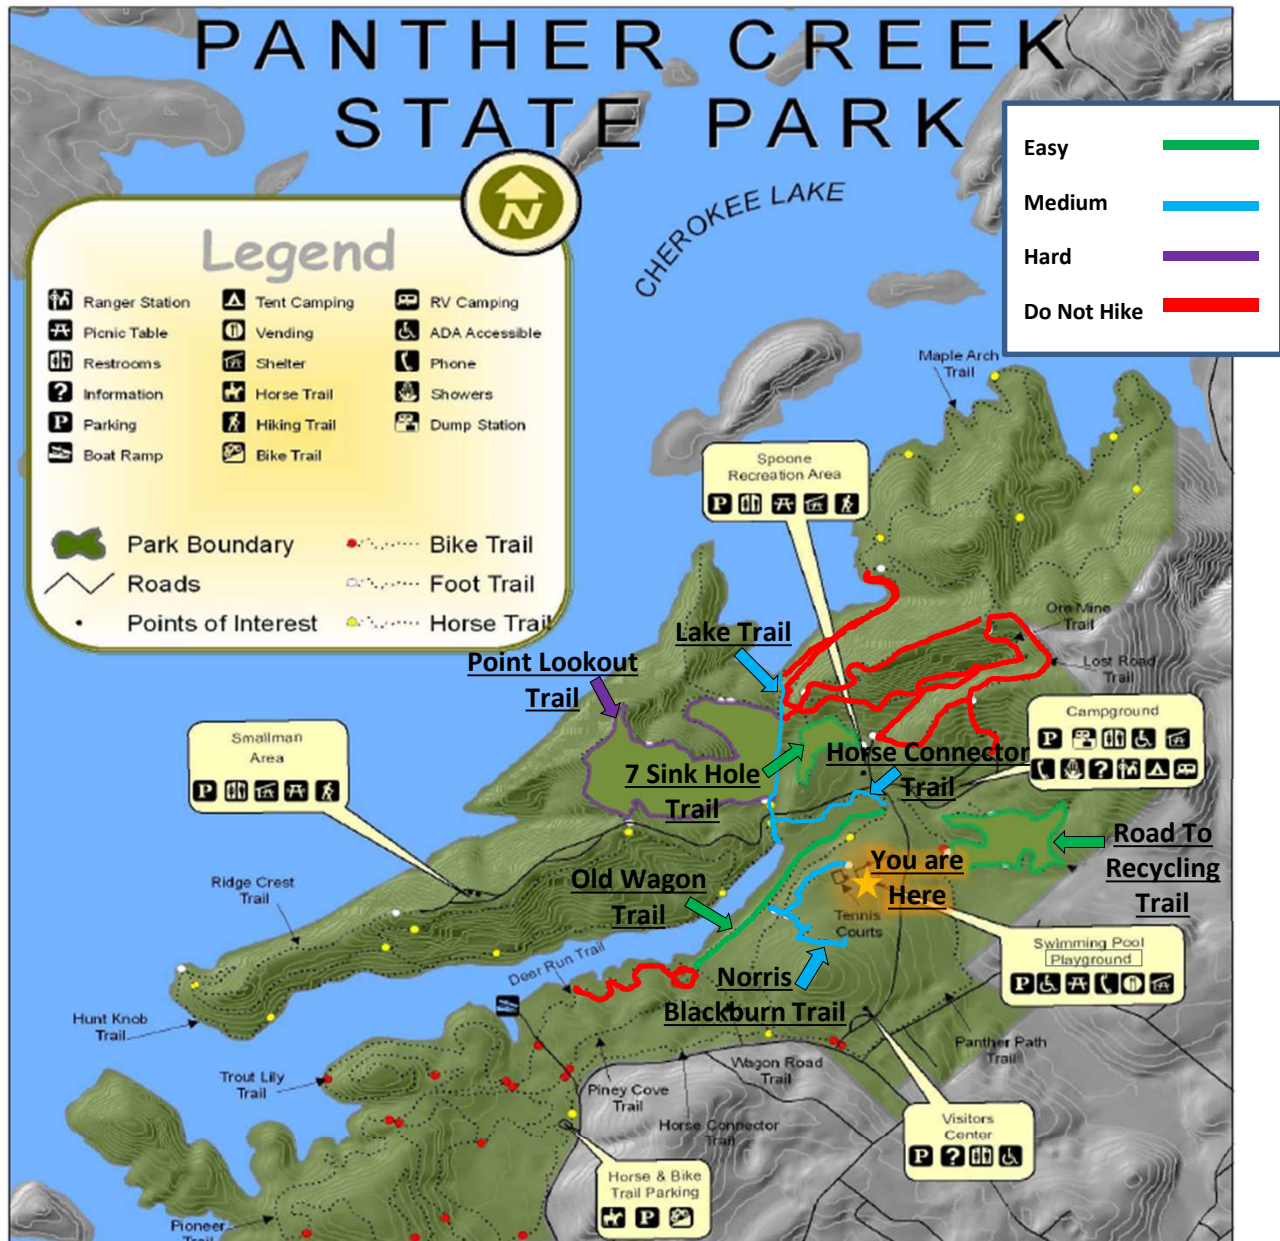 PANTHER CREEK
STATE PARK
Easy
Medium
Hard
Do Not Hike
N
Legend
Ranger Station
Tent Camping
RV Camping
Picnic Table
Vending
ADA Accessible
Restrooms
Shelter
Phone
Information
Horse Trail
Showers
Parking
Hiking Trail
Dump Station
Boat Ramp
Bike Trail
Park Boundary
Bike Trail
Roads
Foot Trail
Points of Interest
Horse Trail
CHEROKEE LAKE
Maple Arch
Trail
Spoone
Recreation Area
P
Ore Mine
Trail
Lost Road
Trail
Lake Trail
Point Lookout
Trail
Campground
P
?
Smallman
Area
P
7 Sink Hole
Trail
Horse Connector
Trail
Road To
Recycling
Trail
You are
Here
Old Wagon
Trail
Ridge Crest
Trail
Tennis
Courts
Swimming Pool
Playground
P
Deer Run Trail
Norris
Blackburn Trail
Hunt Knob
Trail
Panther Path
Trail
Wagon Road
Trail
Trout Lily
Trail
Piney Cove
Trail
Horse Connector
Trail
Visitors
Center
P ?
Horse & Bike
Trail Parking
P
Pioneer
Trail